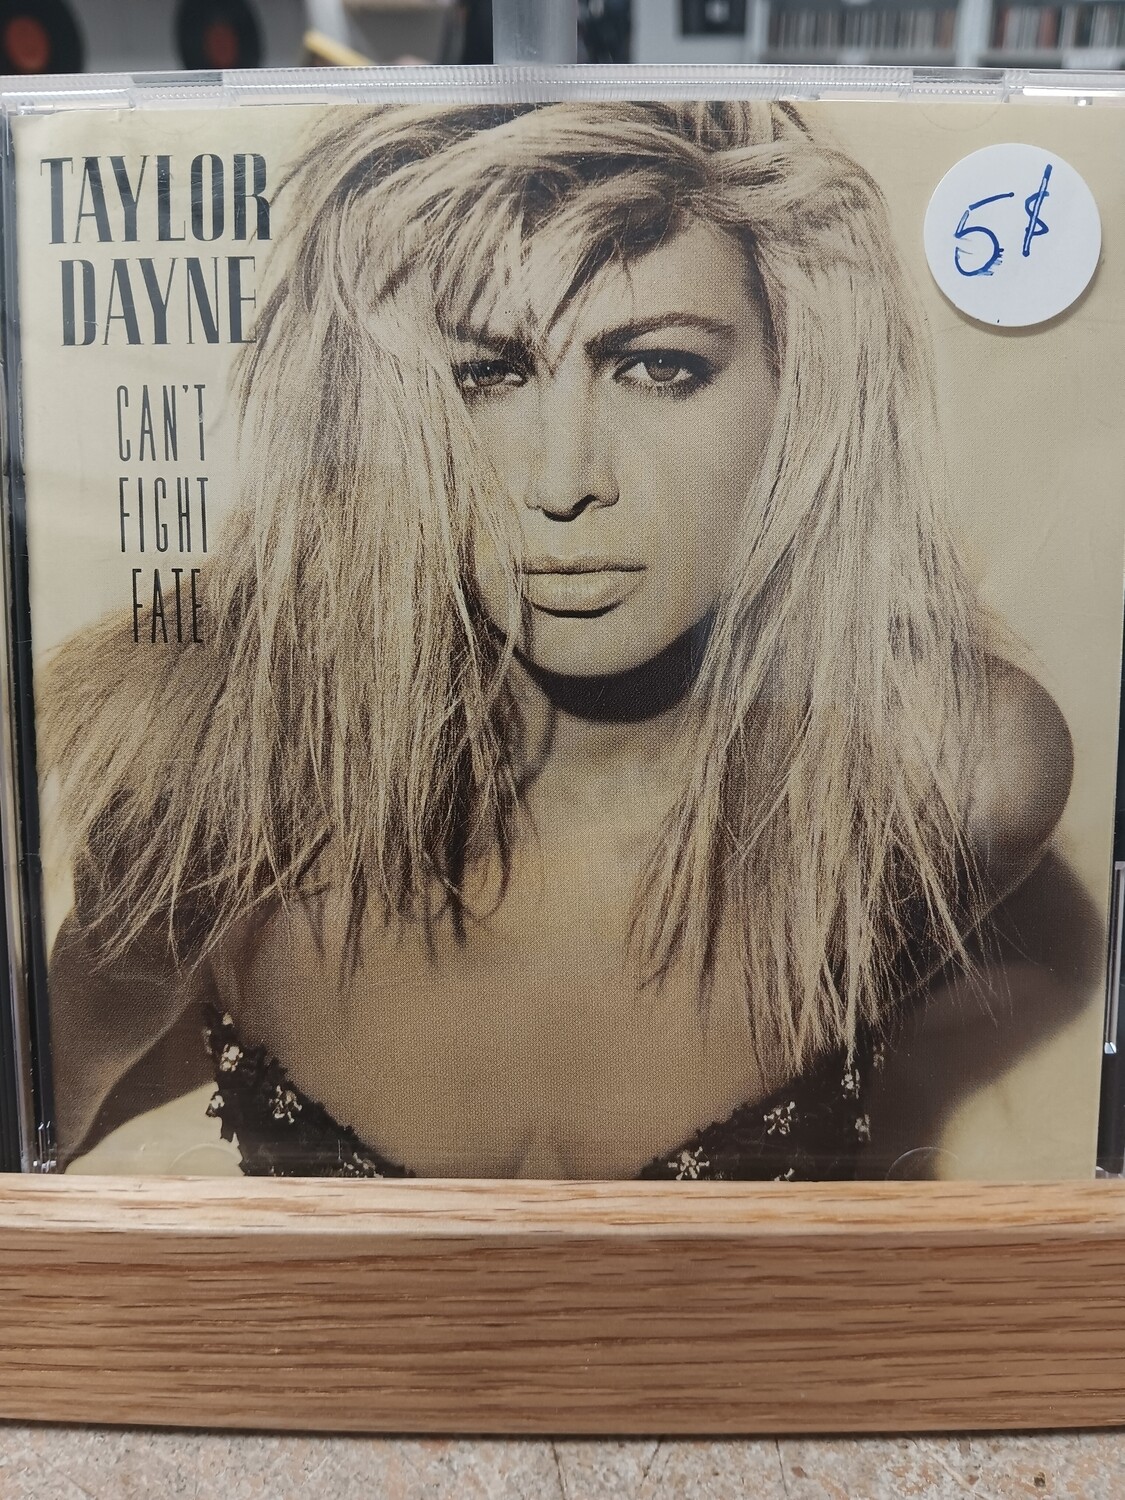 TAYLOR
DAYNE
CAN'T
FIGHT
FATE
5$